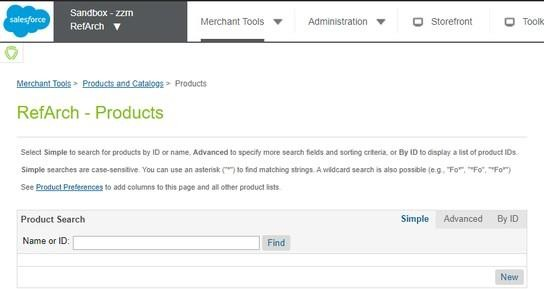 salesforce
Sandbox - zzrn
RefArch
Merchant Tools
Administration
Storefront
Toolk
Merchant Tools > Products and Catalogs > Products
RefArch - Products
Select Simple to search for products by ID or name, Advanced to specify more search fields and sorting criteria, or By ID to display a list of product IDs.
Simple searches are case-sensitive. You can use an asterisk ("*") to find matching strings. A wildcard search is also possible (e.g., "Fo*", "*Fo", "*Fo*")
See Product Preferences to add columns to this page and all other product lists.
Product Search
Simple
Advanced
By ID
Name or ID:
Find
New